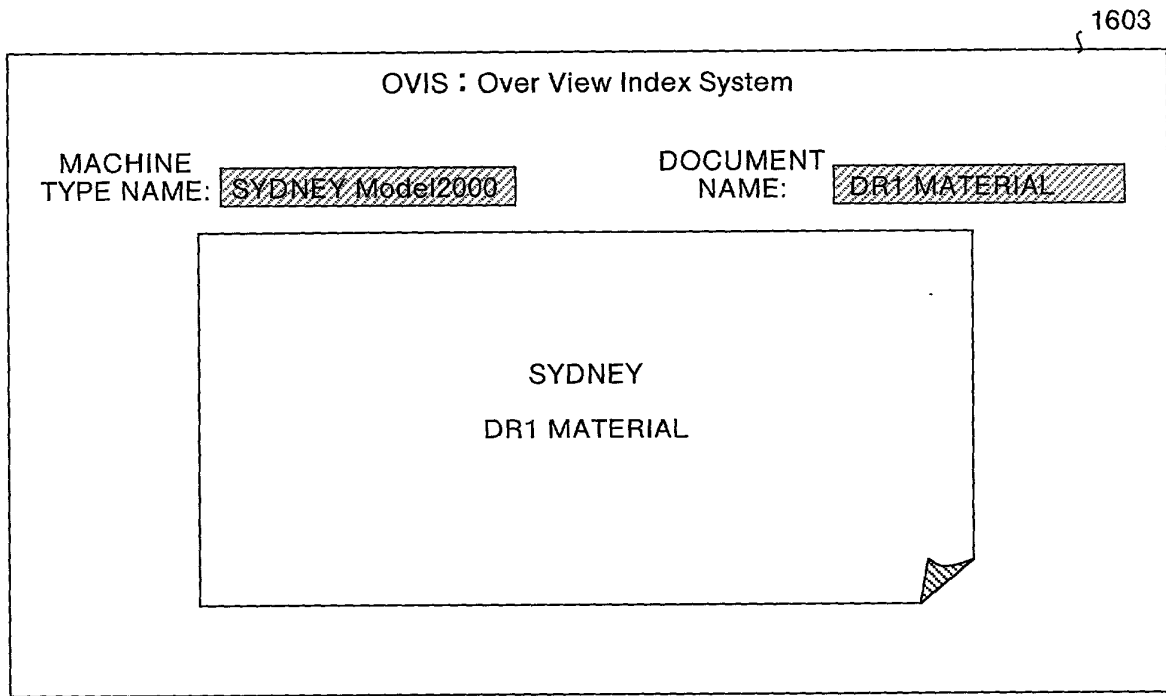 1603
OVIS : Over View Index System
MACHINE
TYPE NAME: SYDNEY Model2000
DOCUMENT
NAME: DR1 MATERIAL
SYDNEY
DR1 MATERIAL